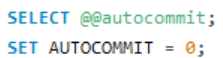 SELECT @@autocommit;
SET AUTOCOMMIT = 0;